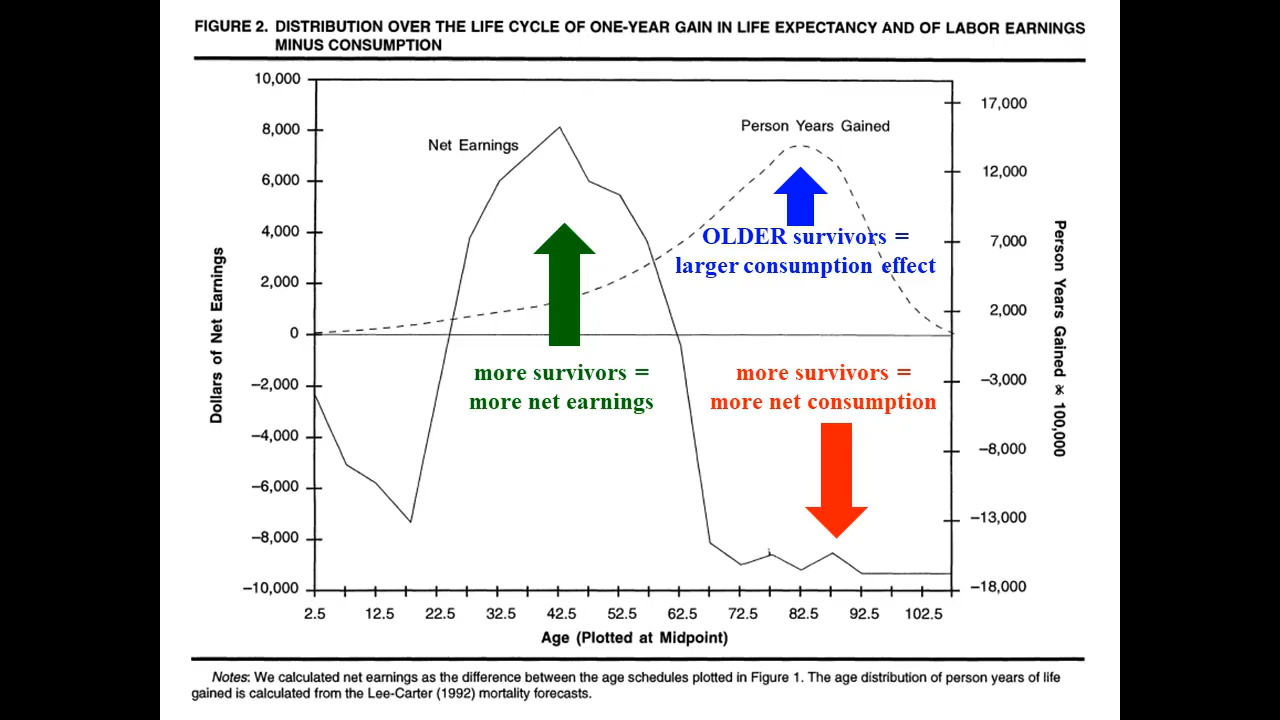 FIGURE 2. DISTRIBUTION OVER THE LIFE CYCLE OF ONE-YEAR GAIN IN LIFE EXPECTANCY AND OF LABOR EARNINGS
MINUS CONSUMPTION
10,000
8,000
6,000
4,000
2,000
0
−2,000
−4,000
−6,000
−8,000
−10,000
Dollars of Net Earnings
Net Earnings
Person Years Gained
OLDER survivors =
larger consumption effect
more survivors =
more net earnings
more survivors =
more net consumption
17,000
12,000
7,000
2,000
−3,000
−8,000
−13,000
−18,000
Person Years Gained × 100,000
2.5 12.5 22.5 32.5 42.5 52.5 62.5 72.5 82.5 92.5 102.5
Age (Plotted at Midpoint)
Notes: We calculated net earnings as the difference between the age schedules plotted in Figure 1. The age distribution of person years of life
gained is calculated from the Lee-Carter (1992) mortality forecasts.